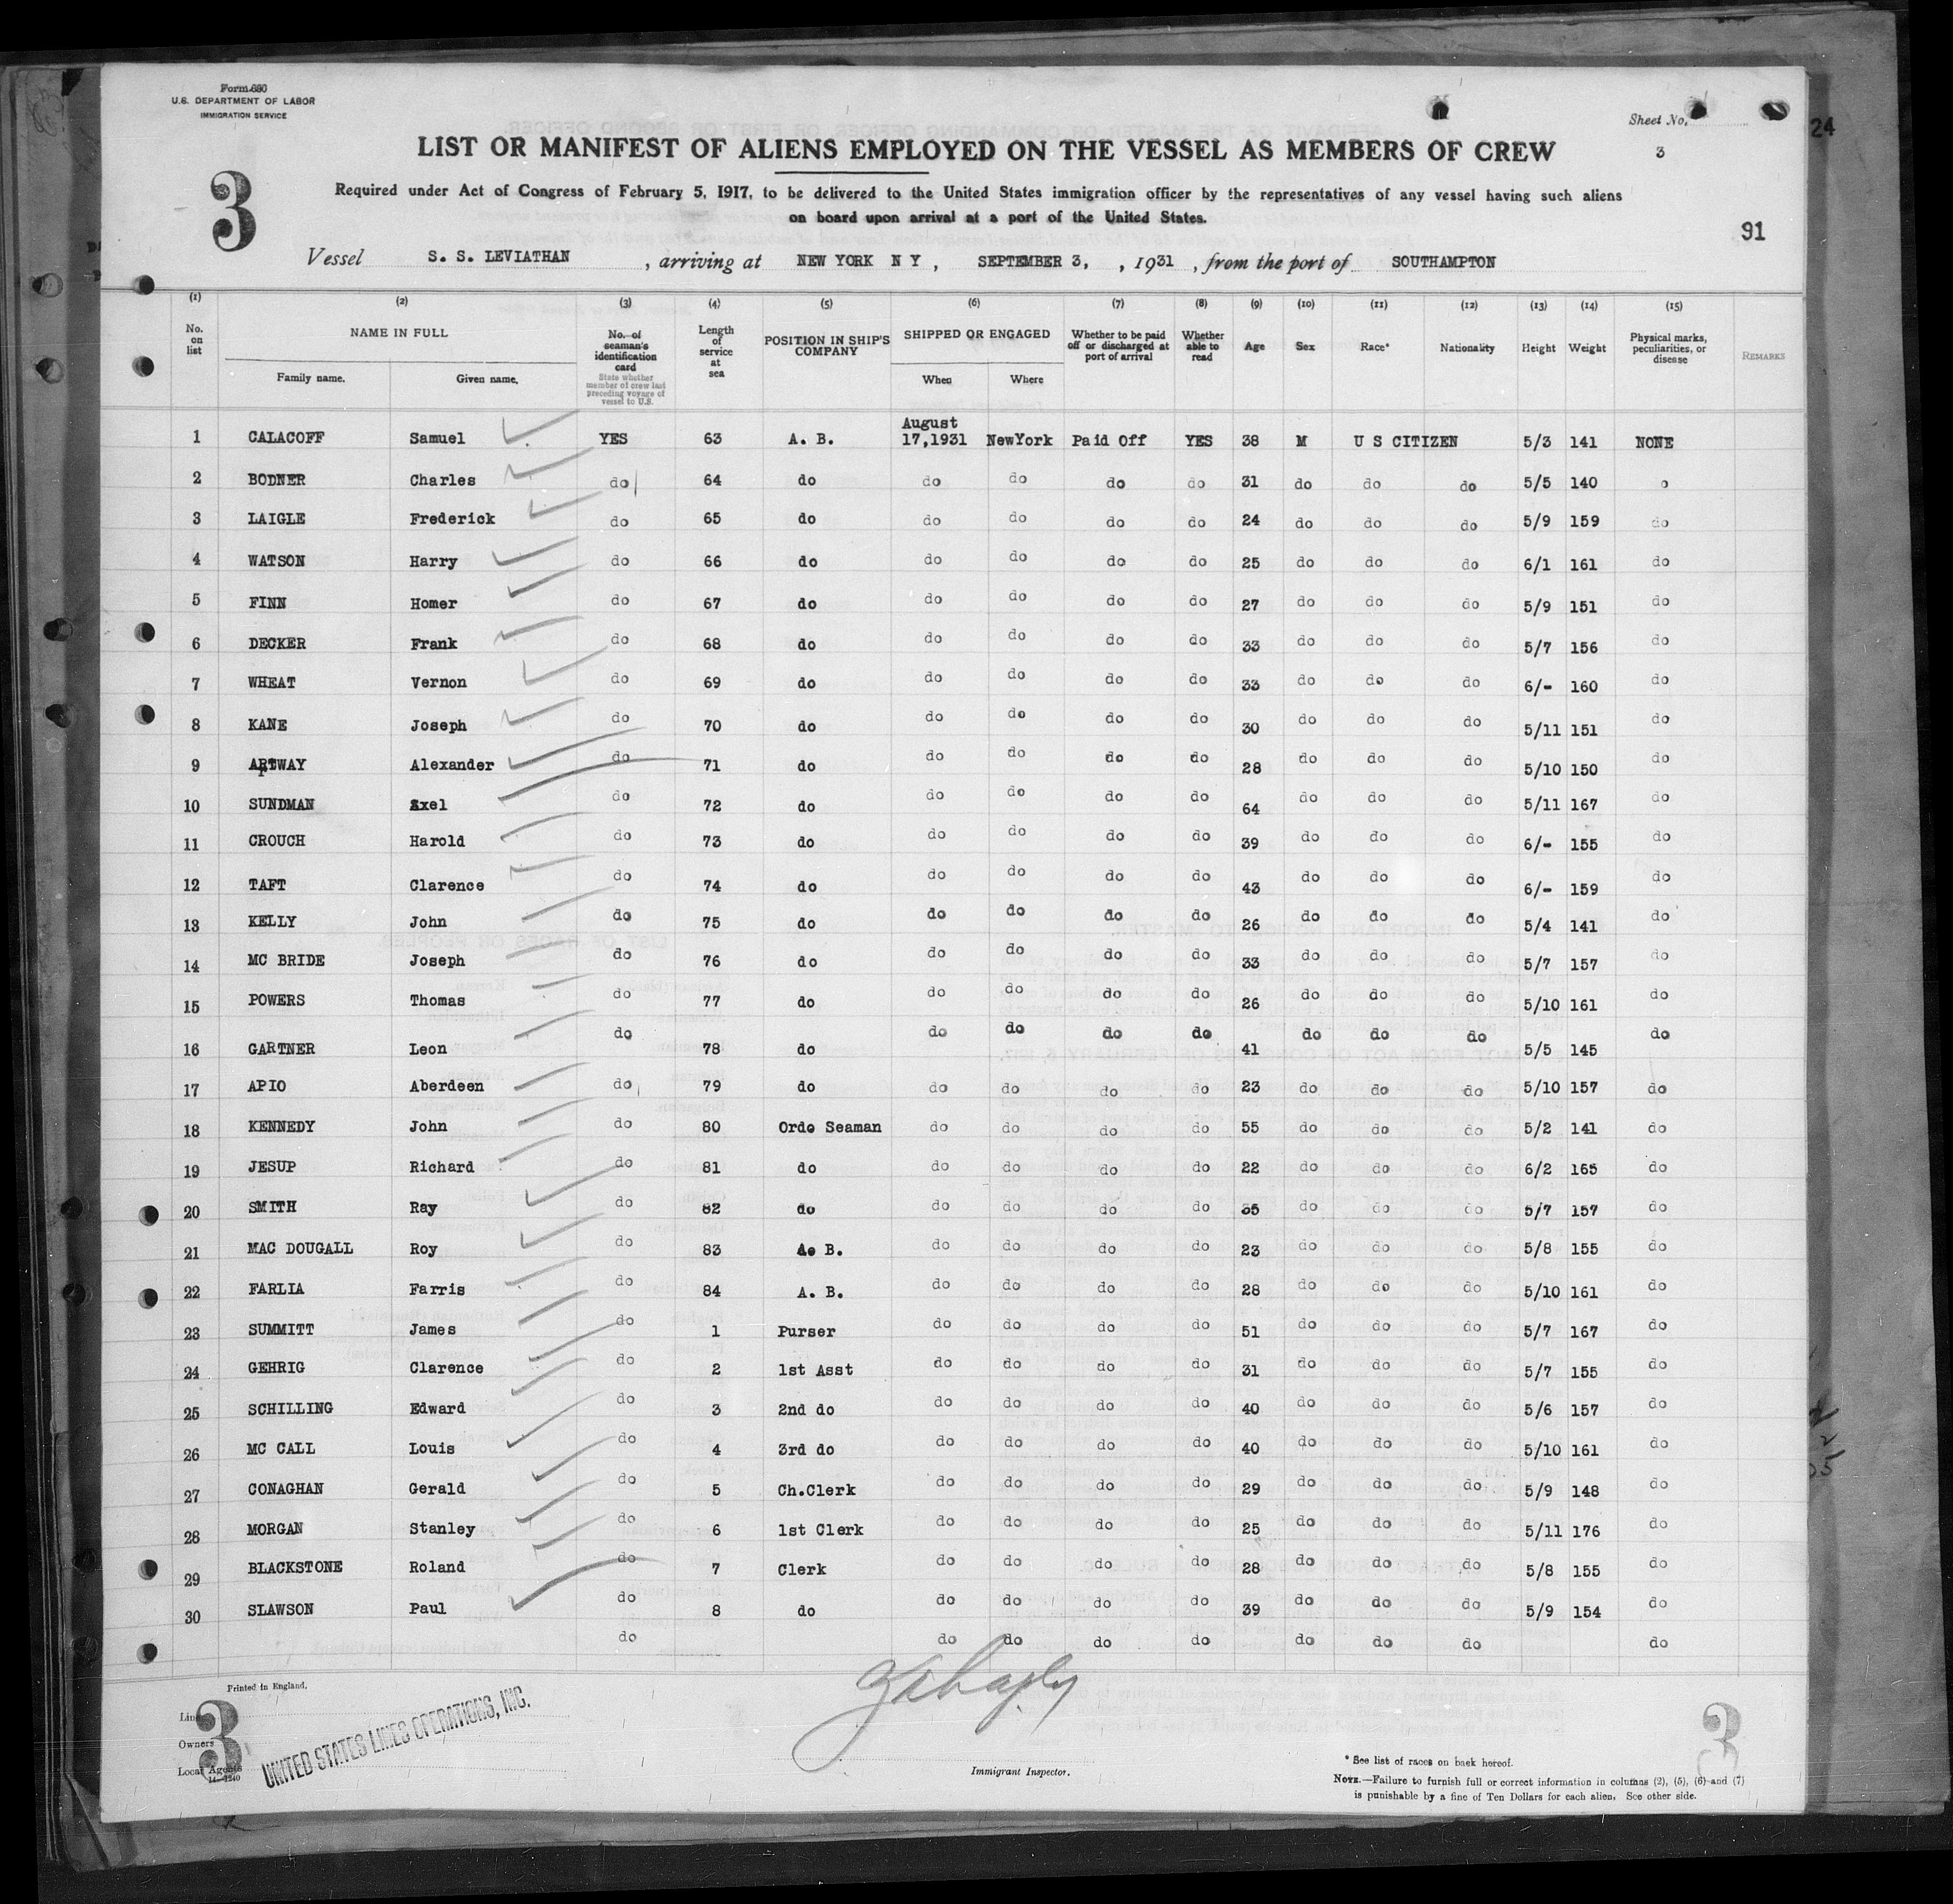 Form 680
U.S. DEPARTMENT OF LABOR
IMMIGRATION SERVICE
Sheet No.
3
24
LIST OR MANIFEST OF ALIENS EMPLOYED ON THE VESSEL AS MEMBERS OF CREW
3
Required under Act of Congress of February 5, 1917, to be delivered to the United States immigration officer by the representatives of any vessel having such aliens
on board upon arrival at a port of the United States.
91
Vessel S. S. LEVIATHAN , arriving at NEW YORK N Y , SEPTEMBER 3, , 1931 , from the port of SOUTHAMPTON
(1) (2) (3) (4) (5) (6) (7) (8) (9) (10) (11) (12) (13) (14) (15)
No. on list NAME IN FULL Family name. Given name. No. of seaman's identification card State whether member of crew last preceding voyage of vessel to U.S. Length of service at sea POSITION IN SHIP'S COMPANY SHIPPED OR ENGAGED When Where Whether to be paid off or discharged at port of arrival Whether able to read Age Sex Race* Nationality Height Weight Physical marks, peculiarities, or disease REMARKS
1 CALACOFF Samuel YES 63 A. B. August 17,1931 NewYork Paid Off YES 38 M U S CITIZEN 5/3 141 NONE
2 BODNER Charles do 64 do do do do do 31 do do do 5/5 140 o
3 LAIGLE Frederick do 65 do do do do do 24 do do do 5/9 159 do
4 WATSON Harry do 66 do do do do do 25 do do do 6/1 161 do
5 FINN Homer do 67 do do do do do 27 do do do 5/9 151 do
6 DECKER Frank do 68 do do do do do 33 do do do 5/7 156 do
7 WHEAT Vernon do 69 do do do do do 33 do do do 6/- 160 do
8 KANE Joseph do 70 do do do do do 30 do do do 5/11 151 do
9 ARTWAY Alexander do 71 do do do do do 28 do do do 5/10 150 do
10 SUNDMAN Axel do 72 do do do do do 64 do do do 5/11 167 do
11 CROUCH Harold do 73 do do do do do 39 do do do 6/- 155 do
12 TAFT Clarence do 74 do do do do do 43 do do do 6/- 159 do
13 KELLY John do 75 do do do do do 26 do do do 5/4 141 do
14 MC BRIDE Joseph do 76 do do do do do 33 do do do 5/7 157 do
15 POWERS Thomas do 77 do do do do do 26 do do do 5/10 161 do
16 GARTNER Leon do 78 do do do do do 41 do do do 5/5 145 do
17 APIO Aberdeen do 79 do do do do do 23 do do do 5/10 157 do
18 KENNEDY John do 80 Ordo Seaman do do do do 55 do do do 5/2 141 do
19 JESUP Richard do 81 do do do do do 22 do do do 6/2 165 do
20 SMITH Ray do 82 do do do do do 35 do do do 5/7 157 do
21 MAC DOUGALL Roy do 83 Ao B. do do do do 23 do do do 5/8 155 do
22 FARLIA Farris do 84 A. B. do do do do 28 do do do 5/10 161 do
23 SUMMITT James do 1 Purser do do do do 51 do do do 5/7 167 do
24 GEHRIG Clarence do 2 1st Asst do do do do 31 do do do 5/7 155 do
25 SCHILLING Edward do 3 2nd do do do do do 40 do do do 5/6 157 do
26 MC CALL Louis do 4 3rd do do do do do 40 do do do 5/10 161 do
27 CONAGHAN Gerald do 5 Ch.Clerk do do do do 29 do do do 5/9 148 do
28 MORGAN Stanley do 6 1st Clerk do do do do 25 do do do 5/11 176 do
29 BLACKSTONE Roland do 7 Clerk do do do do 28 do do do 5/8 155 do
30 SLAWSON Paul do 8 do do do do do 39 do do do 5/9 154 do
do do do do do do do do do
Printed in England.
Line
Owners
Local Agents
14—1240
3
UNITED STATES LINES OPERATIONS, INC.
Immigrant Inspector.
* See list of races on back hereof.
NOTE.—Failure to furnish full or correct information in columns (2), (5), (6) and (7)
is punishable by a fine of Ten Dollars for each alien. See other side.
3